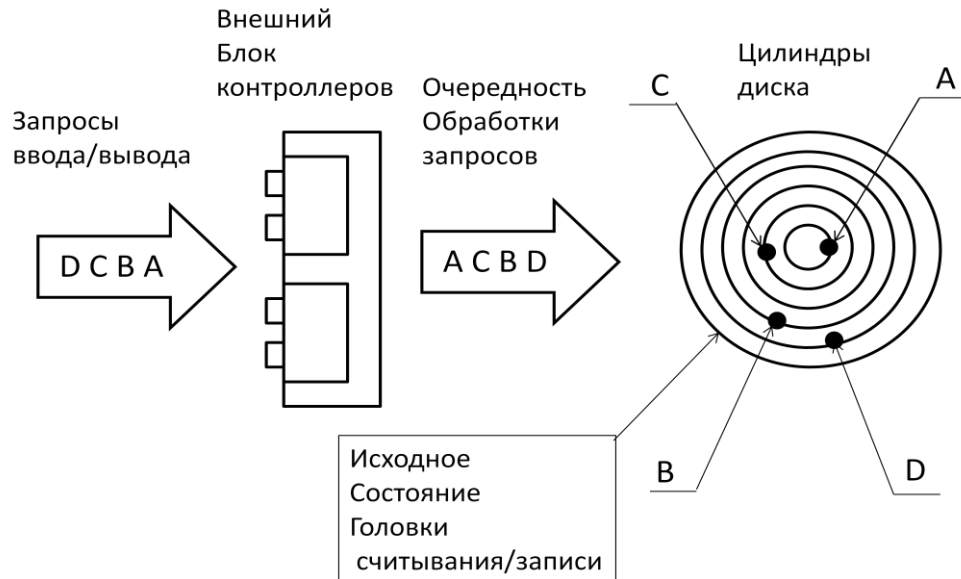 Внешний
Блок
контроллеров
Цилиндры
диска
C
A
Очередность
Обработки
запросов
Запросы
ввода/вывода
D C B A
A C B D
B
D
Исходное
Состояние
Головки
считывания/записи